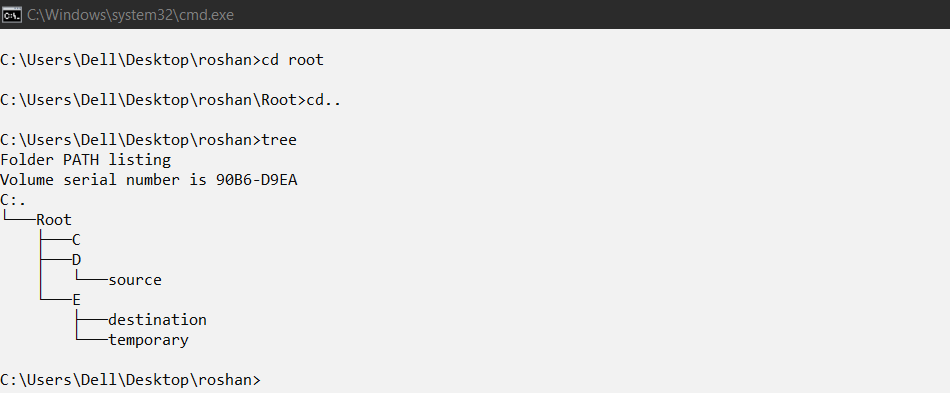 C:\Windows\system32\cmd.exe
C:\Users\Dell\Desktop\roshan>cd root
C:\Users\Dell\Desktop\roshan\Root>cd..
C:\Users\Dell\Desktop\roshan>tree
Folder PATH listing
Volume serial number is 90B6-D9EA
C:.
└───Root
    ├───C
    ├───D
    │   └───source
    └───E
        ├───destination
        └───temporary
C:\Users\Dell\Desktop\roshan>